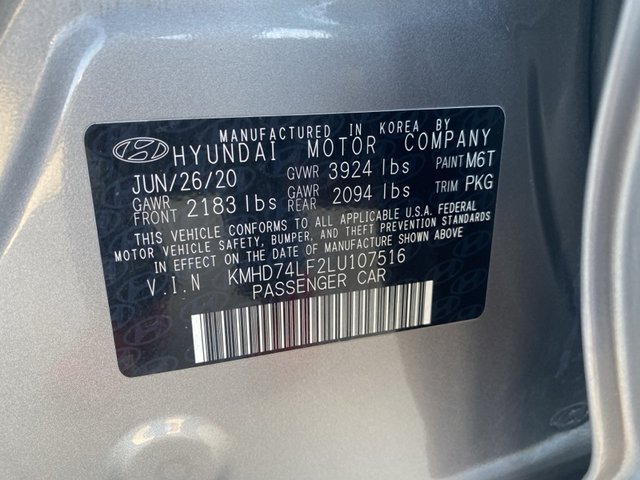 MANUFACTURED IN KOREA BY
HYUNDAI MOTOR COMPANY
JUN/26/20 GVWR 3924 lbs PAINT M6T
GAWR FRONT 2183 lbs GAWR REAR 2094 lbs TRIM PKG
THIS VEHICLE CONFORMS TO ALL APPLICABLE U.S.A. FEDERAL
MOTOR VEHICLE SAFETY, BUMPER, AND THEFT PREVENTION STANDARDS
IN EFFECT ON THE DATE OF MANUFACTURE SHOWN ABOVE
V.I.N KMHD74LF2LU107516
PASSENGER CAR